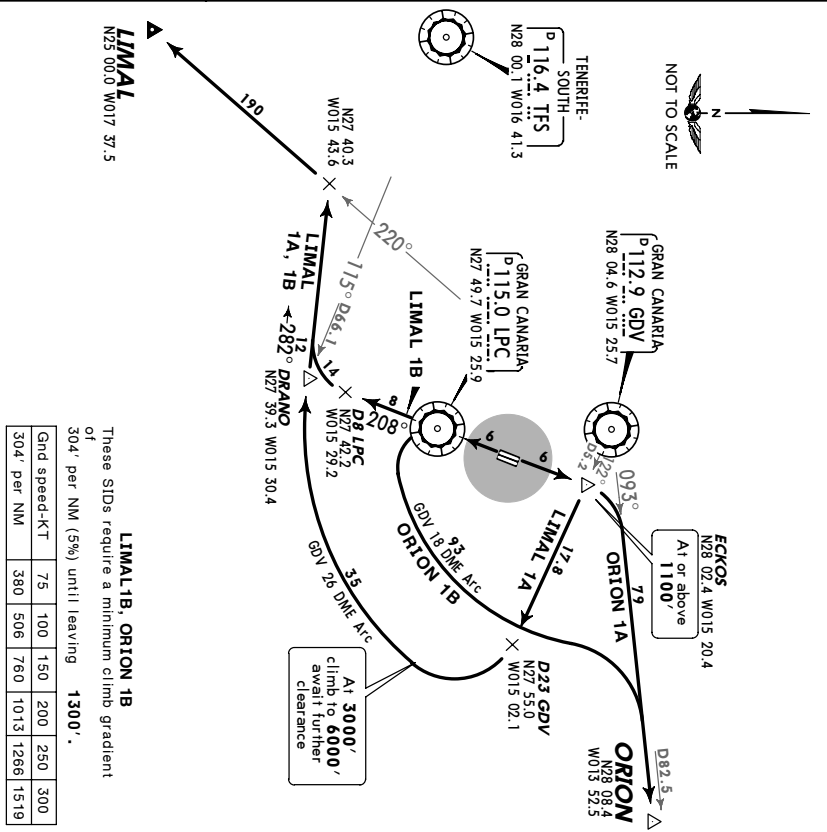 NOT TO SCALE
N
TENERIFE-
SOUTH
D 116.4 TFS
N28 00.1 W016 41.3
GRAN CANARIA
D 112.9 GDV
N28 04.6 W015 25.7
GRAN CANARIA
D 115.0 LPC
N27 49.7 W015 25.9
LIMAL
N25 00.0 W017 37.5
190
N27 40.3
W015 43.6
220°
115° D66.1
LIMAL
1A, 1B
12
282°
14
DRANO
N27 39.3 W015 30.4
LIMAL 1B
8
208°
D8 LPC
N27 42.2
W015 29.2
6
6
122°
D5.2
093°
ECKOS
N28 02.4 W015 20.4
At or above
1100'
79
ORION 1A
17.8
LIMAL 1A
93
GDV 18 DME Arc
ORION 1B
35
GDV 26 DME Arc
D23 GDV
N27 55.0
W015 02.1
D82.5
ORION
N28 08.4
W013 52.5
At 3000'
climb to 6000'
await further
clearance
LIMAL1B, ORION 1B
These SIDs require a minimum climb gradient
of
304' per NM (5%) until leaving 1300'.
Gnd speed-KT 75 100 150 200 250 300
304' per NM 380 506 760 1013 1266 1519